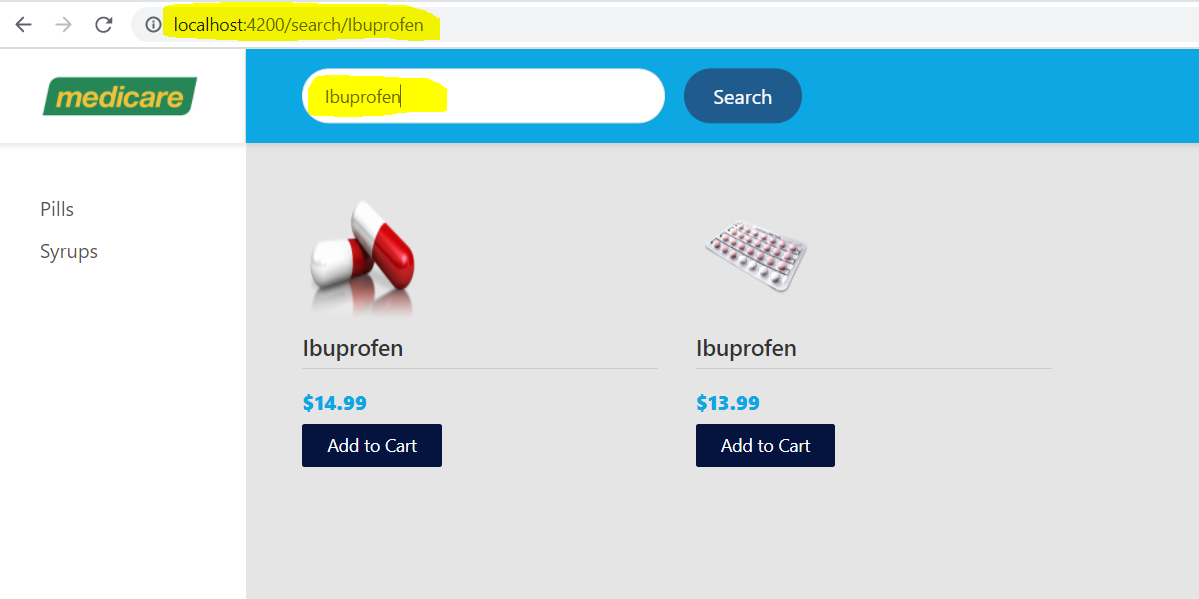 localhost:4200/search/Ibuprofen
medicare
Ibuprofen
Search
Pills
Syrups
Ibuprofen
$14.99
Add to Cart
Ibuprofen
$13.99
Add to Cart